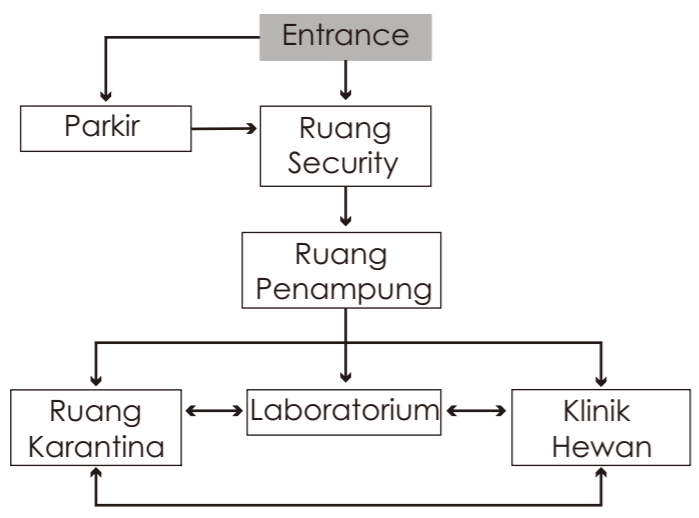 Entrance
Parkir
Ruang
Security
Ruang
Penampung
Ruang
Karantina
Laboratorium
Klinik
Hewan